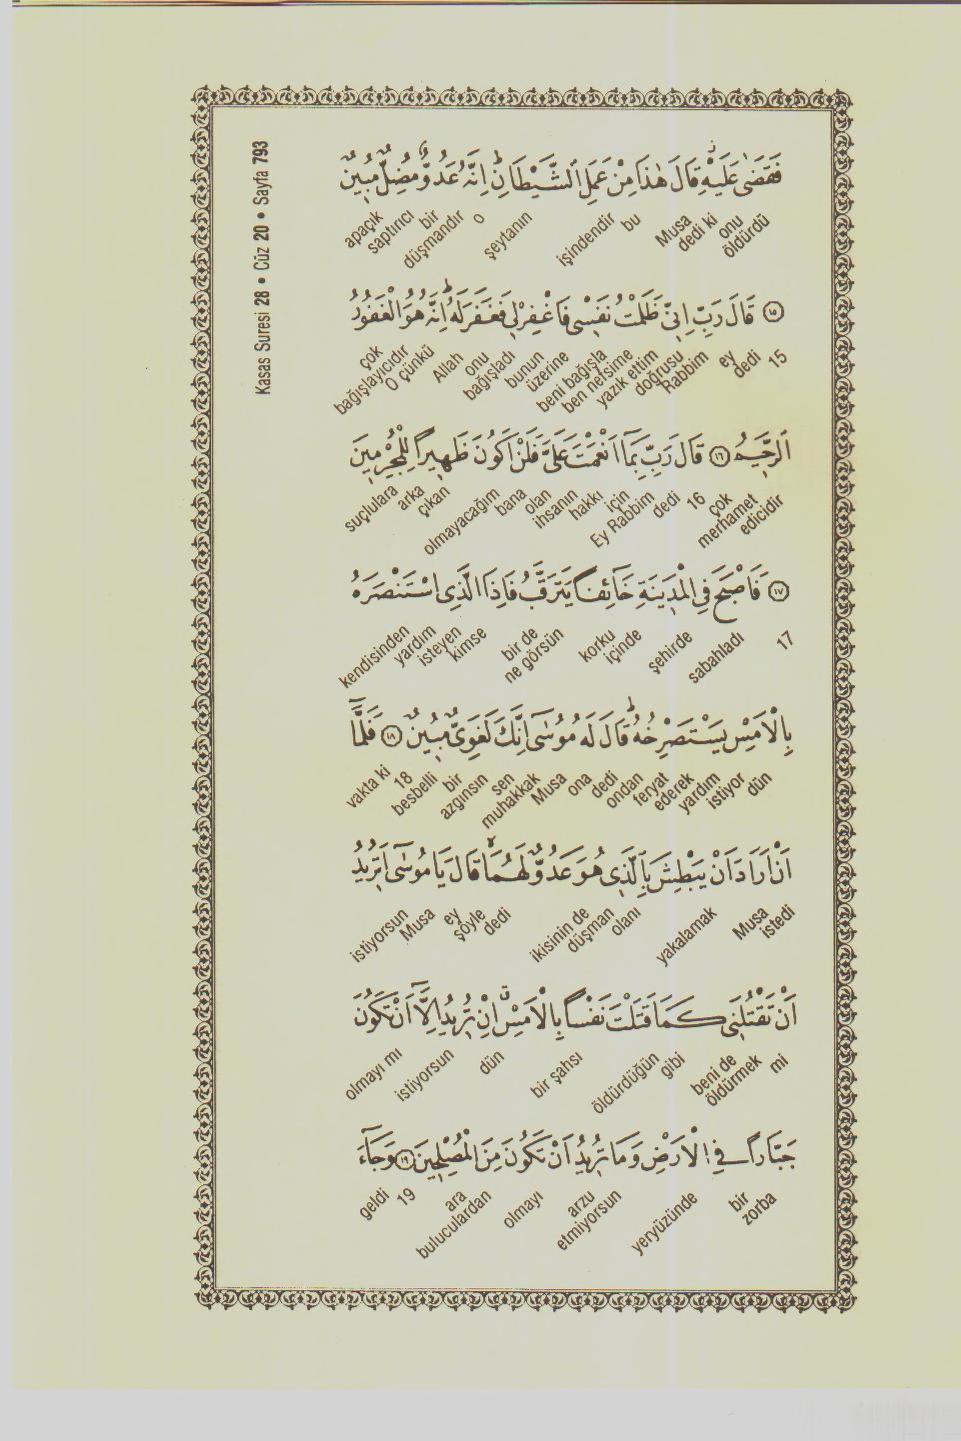 Kasas Suresi 28 • Cüz 20 • Sayfa 793
فَقَضٰى عَلَيْهِۘ قَالَ هٰذَا مِنْ عَمَلِ الشَّيْطَانِۜ اِنَّهُ عَدُوٌّ مُضِلٌّ مُبِينٌ
onu öldürdü Musa dedi ki bu işindendir şeytanın o bir düşmandır apaçık saptırıcı
﴿١٥﴾ قَالَ رَبِّ اِنِّي ظَلَمْتُ نَفْسِي فَاغْفِرْلِي فَغَفَرَ لَهُۜ اِنَّهُ هُوَ الْغَفُورُ
15 dedi ey Rabbim doğrusu yazık ettim ben nefsime beni bağışla bunun üzerine onu bağışladı Allah O çünkü çok bağışlayıcıdır
الرَّحِيمُ ﴿١٦﴾ قَالَ رَبِّ بِمَا اَنْعَمْتَ عَلَيَّ فَلَنْ اَكُونَ ظَهِيراً لِلْمُجْرِمِينَ
çok merhamet edicidir 16 dedi Ey Rabbim için hakkı ihsanın olan bana olmayacağım arka çıkan suçlulara
﴿١٧﴾ فَاَصْبَحَ فِي الْمَدِينَةِ خَائِفاً يَتَرَقَّبُ فَاِذَا الَّذِي اسْتَنْصَرَهُ
17 sabahladı şehirde korku içinde bir de ne görsün kendisinden yardım isteyen kimse
بِالْاَمْسِ يَسْتَصْرِخُهُۜ قَالَ لَهُ مُوسٰى اِنَّكَ لَغَوِيٌّ مُبِينٌ ﴿١٨﴾ فَلَمَّا
dün yardım istiyor feryat ederek ondan dedi ona Musa muhakkak sen azgınsın bir besbelli 18 vakta ki
اَنْ اَرَادَ اَنْ يَبْطِشَ بِالَّذِي هُوَ عَدُوٌّ لَهُمَا قَالَ يَا مُوسٰى اَتُرِيدُ
Musa istedi yakalamak ikisinin de düşman olanı şöyle dedi ey Musa istiyorsun
اَنْ تَقْتُلَنِي كَمَا قَتَلْتَ نَفْساً بِالْاَمْسِۗ اِنْ تُرِيدُ اِلَّا اَنْ تَكُونَ
mi beni de öldürmek gibi öldürdüğün bir şahsı dün istiyorsun olmayı mı
جَبَّاراً فِي الْاَرْضِ وَمَا تُرِيدُ اَنْ تَكُونَ مِنَ الْمُصْلِحِينَ ﴿١٩﴾ وَجَاءَ
bir zorba yeryüzünde arzu etmiyorsun olmayı ara buluculardan 19 geldi